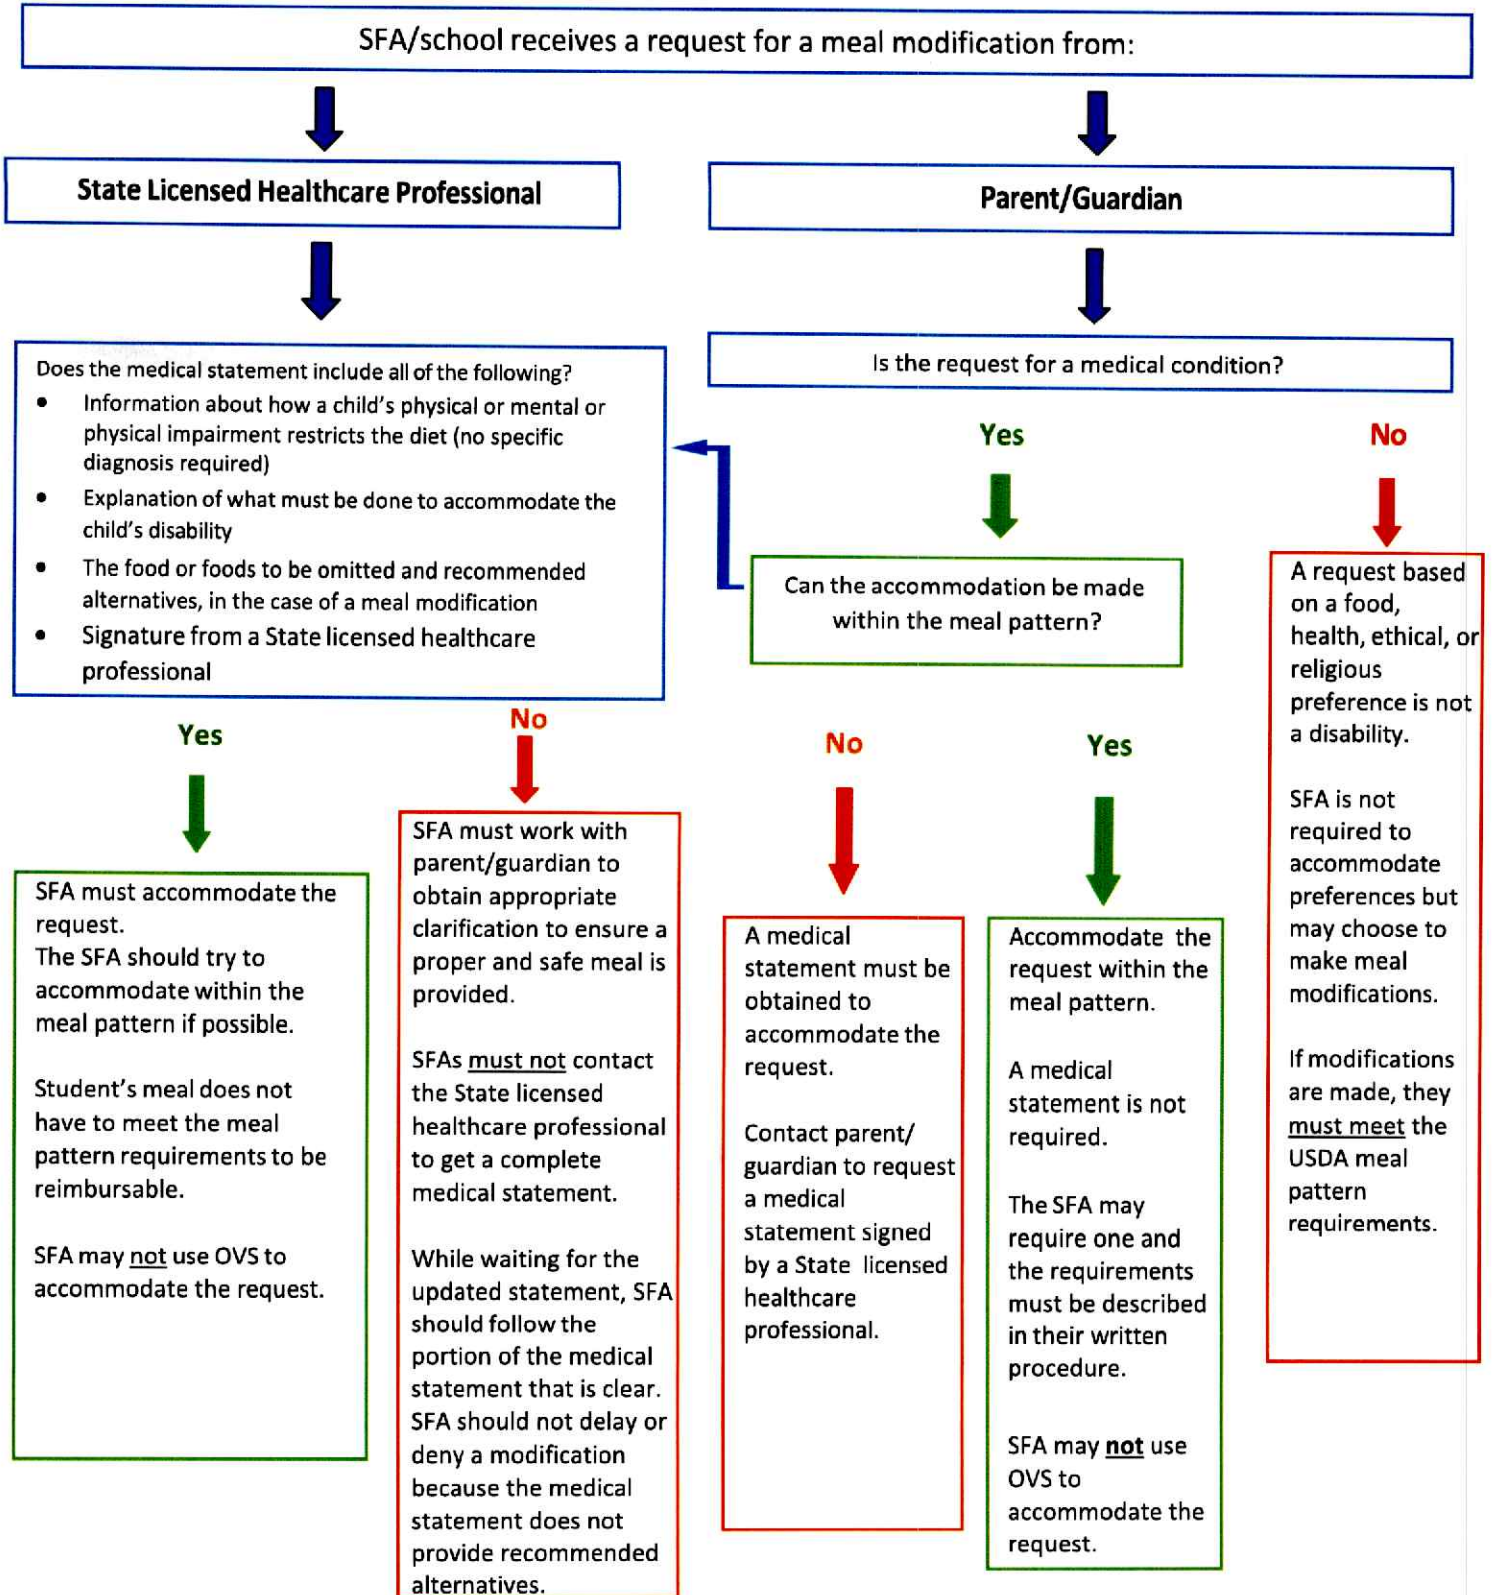 SFA/school receives a request for a meal modification from:
State Licensed Healthcare Professional
Parent/Guardian
Does the medical statement include all of the following?
• Information about how a child's physical or mental or
physical impairment restricts the diet (no specific
diagnosis required)
• Explanation of what must be done to accommodate the
child's disability
• The food or foods to be omitted and recommended
alternatives, in the case of a meal modification
• Signature from a State licensed healthcare
professional
Is the request for a medical condition?
Yes
No
Can the accommodation be made
within the meal pattern?
Yes
No
No
Yes
SFA must accommodate the
request.
The SFA should try to
accommodate within the
meal pattern if possible.
Student's meal does not
have to meet the meal
pattern requirements to be
reimbursable.
SFA may not use OVS to
accommodate the request.
SFA must work with
parent/guardian to
obtain appropriate
clarification to ensure a
proper and safe meal is
provided.
SFAs must not contact
the State licensed
healthcare professional
to get a complete
medical statement.
While waiting for the
updated statement, SFA
should follow the
portion of the medical
statement that is clear.
SFA should not delay or
deny a modification
because the medical
statement does not
provide recommended
alternatives.
A medical
statement must be
obtained to
accommodate the
request.
Contact parent/
guardian to request
a medical
statement signed
by a State licensed
healthcare
professional.
Accommodate the
request within the
meal pattern.
A medical
statement is not
required.
The SFA may
require one and
the requirements
must be described
in their written
procedure.
SFA may not use
OVS to
accommodate the
request.
A request based
on a food,
health, ethical, or
religious
preference is not
a disability.
SFA is not
required to
accommodate
preferences but
may choose to
make meal
modifications.
If modifications
are made, they
must meet the
USDA meal
pattern
requirements.